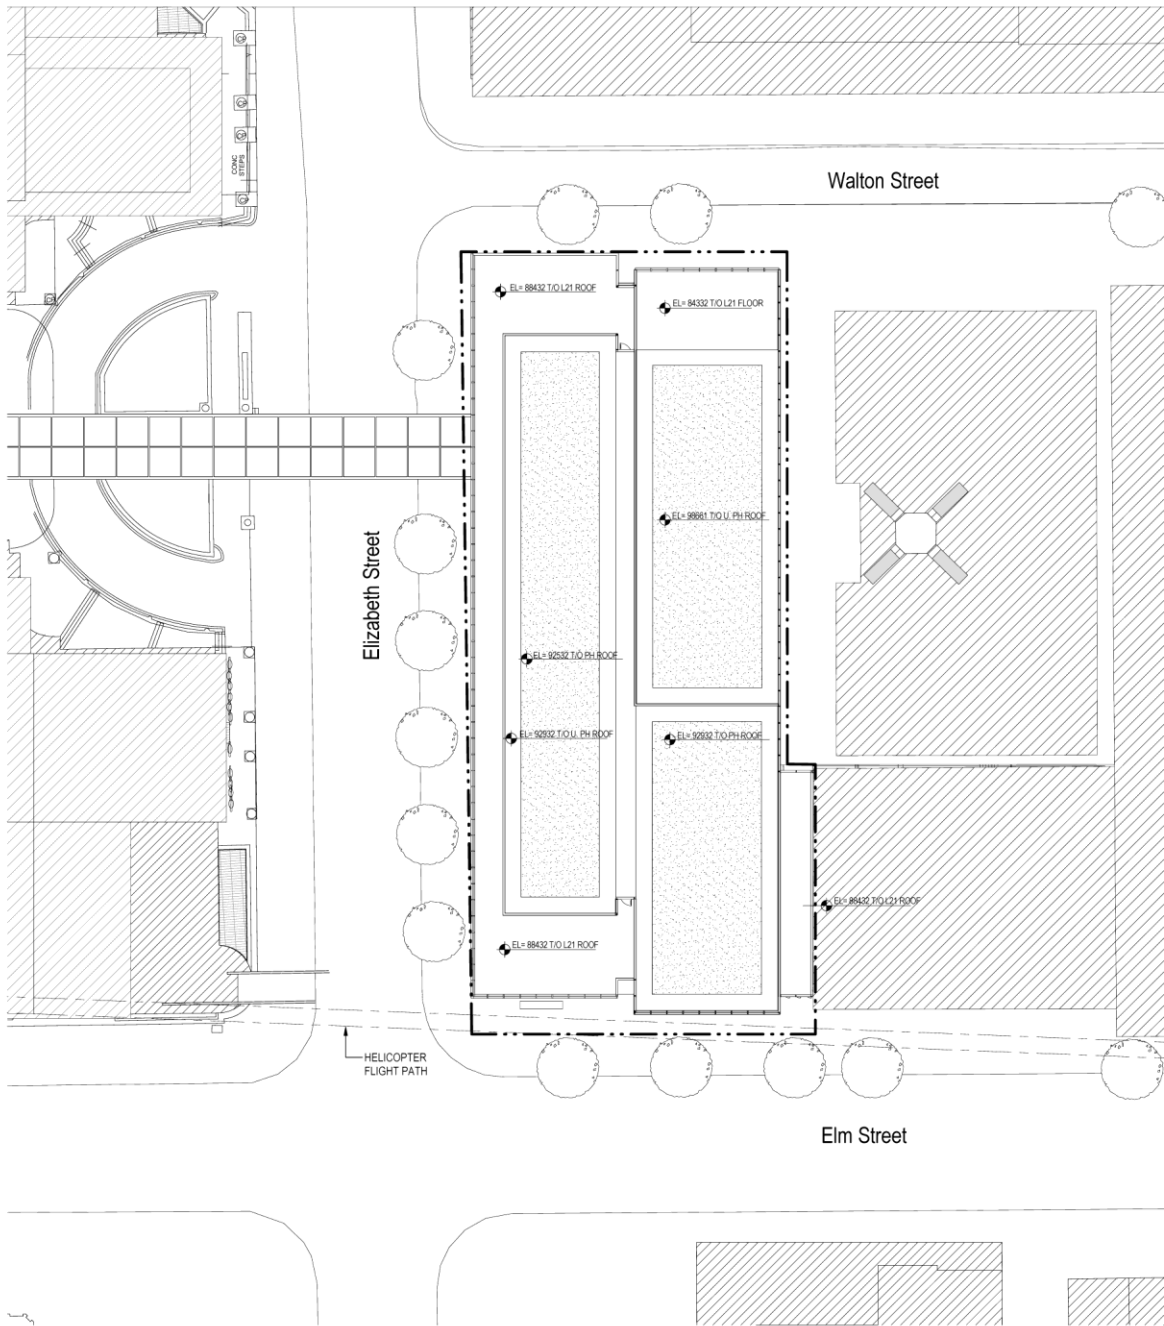 CONC
STEPS
Walton Street
EL= 88432 T/O L21 ROOF
EL= 84332 T/O L21 FLOOR
EL= 98681 T/O U. PH ROOF
Elizabeth Street
EL= 92532 T/O PH ROOF
EL= 92932 T/O U. PH ROOF
EL= 92932 T/O PH ROOF
EL= 88432 T/O L21 ROOF
EL= 88432 T/O L21 ROOF
HELICOPTER
FLIGHT PATH
Elm Street